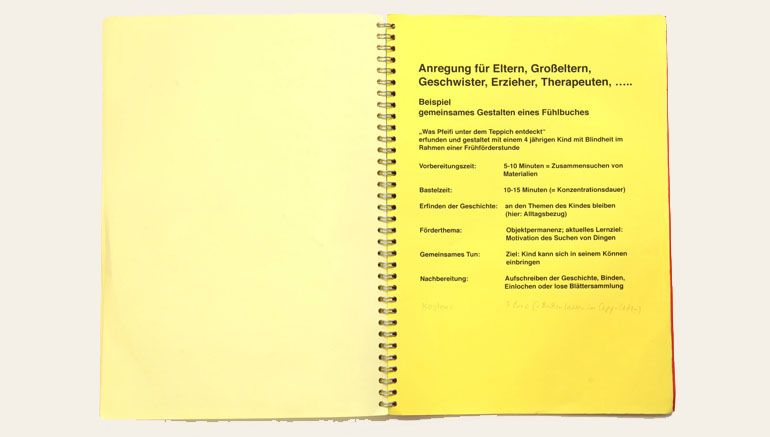 Anregung für Eltern, Großeltern,
Geschwister, Erzieher, Therapeuten, …..
Beispiel
gemeinsames Gestalten eines Fühlbuches
„Was Pfeifi unter dem Teppich entdeckt“
erfunden und gestaltet mit einem 4 jährigen Kind mit Blindheit im
Rahmen einer Frühförderstunde
Vorbereitungszeit: 5-10 Minuten = Zusammensuchen von
Materialien
Bastelzeit: 10-15 Minuten (= Konzentrationsdauer)
Erfinden der Geschichte: an den Themen des Kindes bleiben
(hier: Alltagsbezug)
Förderthema: Objektpermanenz; aktuelles Lernziel:
Motivation des Suchen von Dingen
Gemeinsames Tun: Ziel: Kind kann sich in seinem Können
einbringen
Nachbereitung: Aufschreiben der Geschichte, Binden,
Einlochen oder lose Blättersammlung
Kosten: